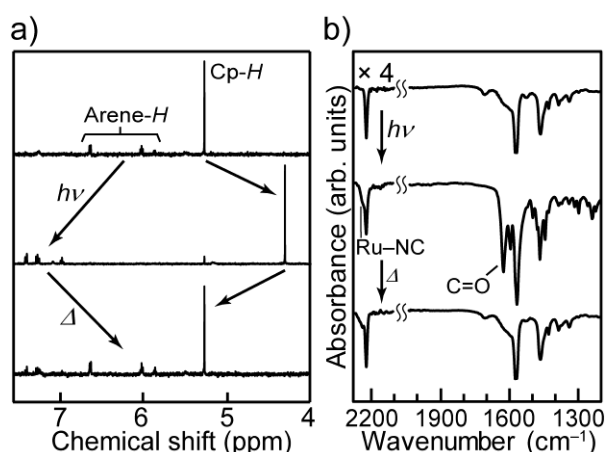 a)
Cp-H
Arene-H
hν
Δ
7 6 5 4
Chemical shift (ppm)
b)
× 4
hν
Ru–NC
Δ
C=O
Absorbance (arb. units)
2200 1900 1600 1300
Wavenumber (cm⁻¹)